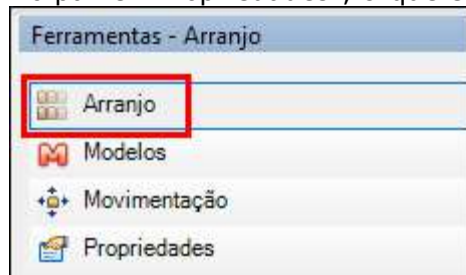 Ferramentas - Arranjo
Arranjo
Modelos
Movimentação
Propriedades